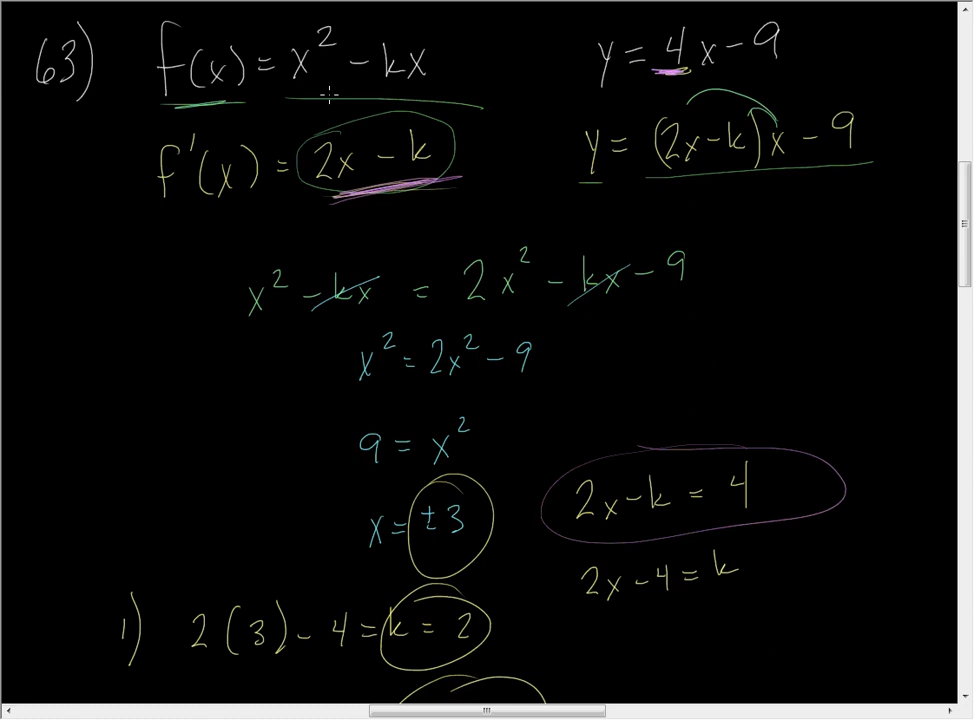 63) f(x) = x² - kx
y = 4x - 9
f'(x) = 2x - k
y = (2x - k)x - 9
x² - kx = 2x² - kx - 9
x² = 2x² - 9
9 = x²
x = ±3
2x - k = 4
2x - 4 = k
1) 2(3) - 4 = k = 2